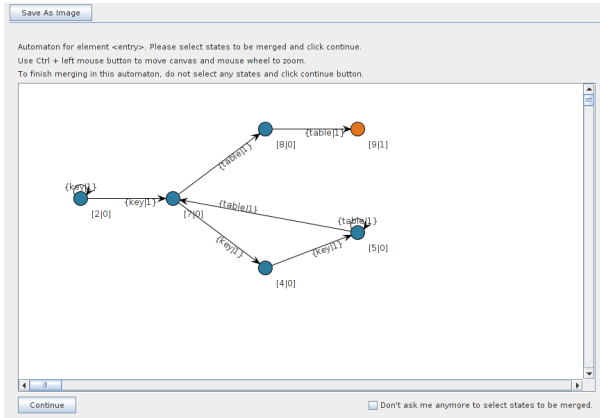 Save As Image
Automaton for element <entry>. Please select states to be merged and click continue.
Use Ctrl + left mouse button to move canvas and mouse wheel to zoom.
To finish merging in this automaton, do not select any states and click continue button.
{table|1}
[8|0]
[9|1]
{table|1}
{key|1}
{key|1}
[2|0]
[7|0]
{table|1}
{table|1}
[5|0]
{key|1}
{key|1}
[4|0]
Continue
Don't ask me anymore to select states to be merged.